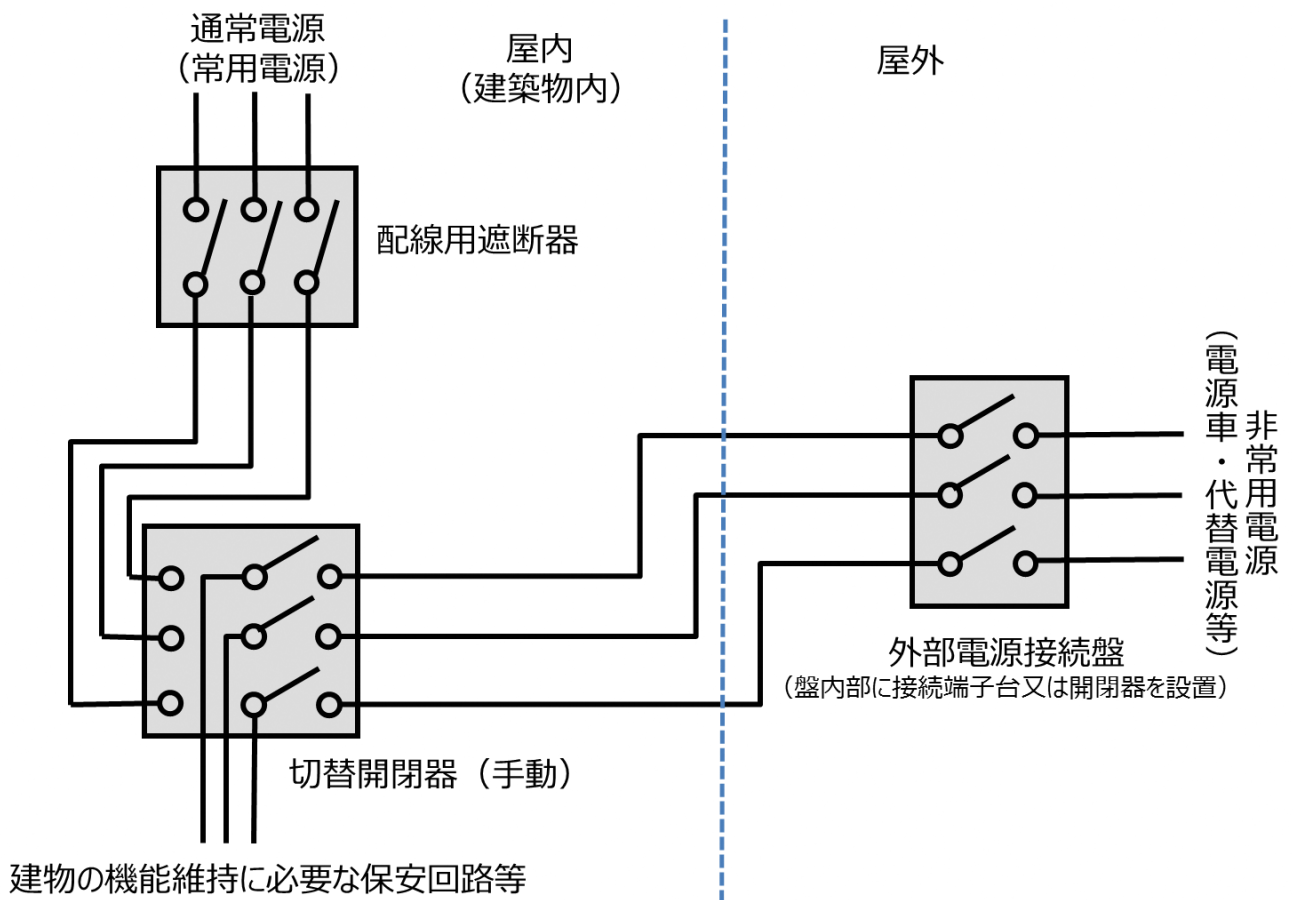 通常電源
(常用電源)
屋内
(建築物内)
屋外
配線用遮断器
非常用電源
(電源車・代替電源等)
外部電源接続盤
(盤内部に接続端子台又は開閉器を設置)
切替開閉器(手動)
建物の機能維持に必要な保安回路等